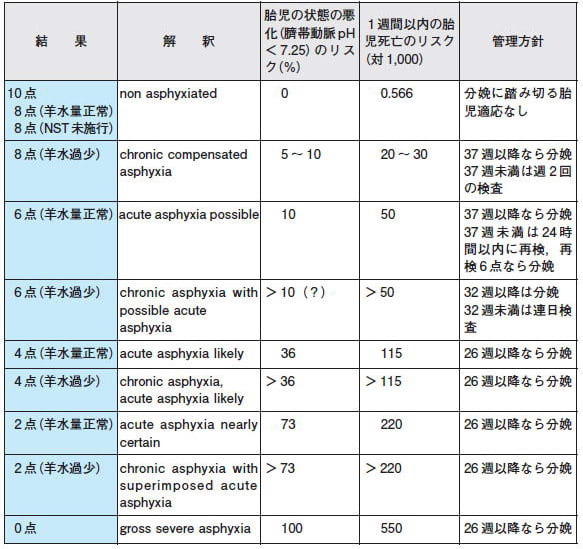 結　果
解　釈
胎児の状態の悪
化（臍帯動脈pH
＜7.25）のリス
ク（%）
１週間以内の胎
児死亡のリスク
（対1,000）
管理方針
10点
8点（羊水量正常）
8点（NST未施行）
non asphyxiated
0
0.566
分娩に踏み切る胎
児適応なし
8点（羊水過少）
chronic compensated
asphyxia
5～10
20～30
37週以降なら分娩
37週未満は週2回
の検査
6点（羊水量正常）
acute asphyxia possible
10
50
37週以降なら分娩
37週未満は24時
間以内に再検，再
検6点なら分娩
6点（羊水過少）
chronic asphyxia with
possible acute
asphyxia
＞10（？）
＞50
32週以降は分娩
32週未満は連日検
査
4点（羊水量正常）
acute asphyxia likely
36
115
26週以降なら分娩
4点（羊水過少）
chronic asphyxia,
acute asphyxia likely
＞36
＞115
26週以降なら分娩
2点（羊水量正常）
acute asphyxia nearly
certain
73
220
26週以降なら分娩
2点（羊水過少）
chronic asphyxia with
superimposed acute
asphyxia
＞73
＞220
26週以降なら分娩
0点
gross severe asphyxia
100
550
26週以降なら分娩